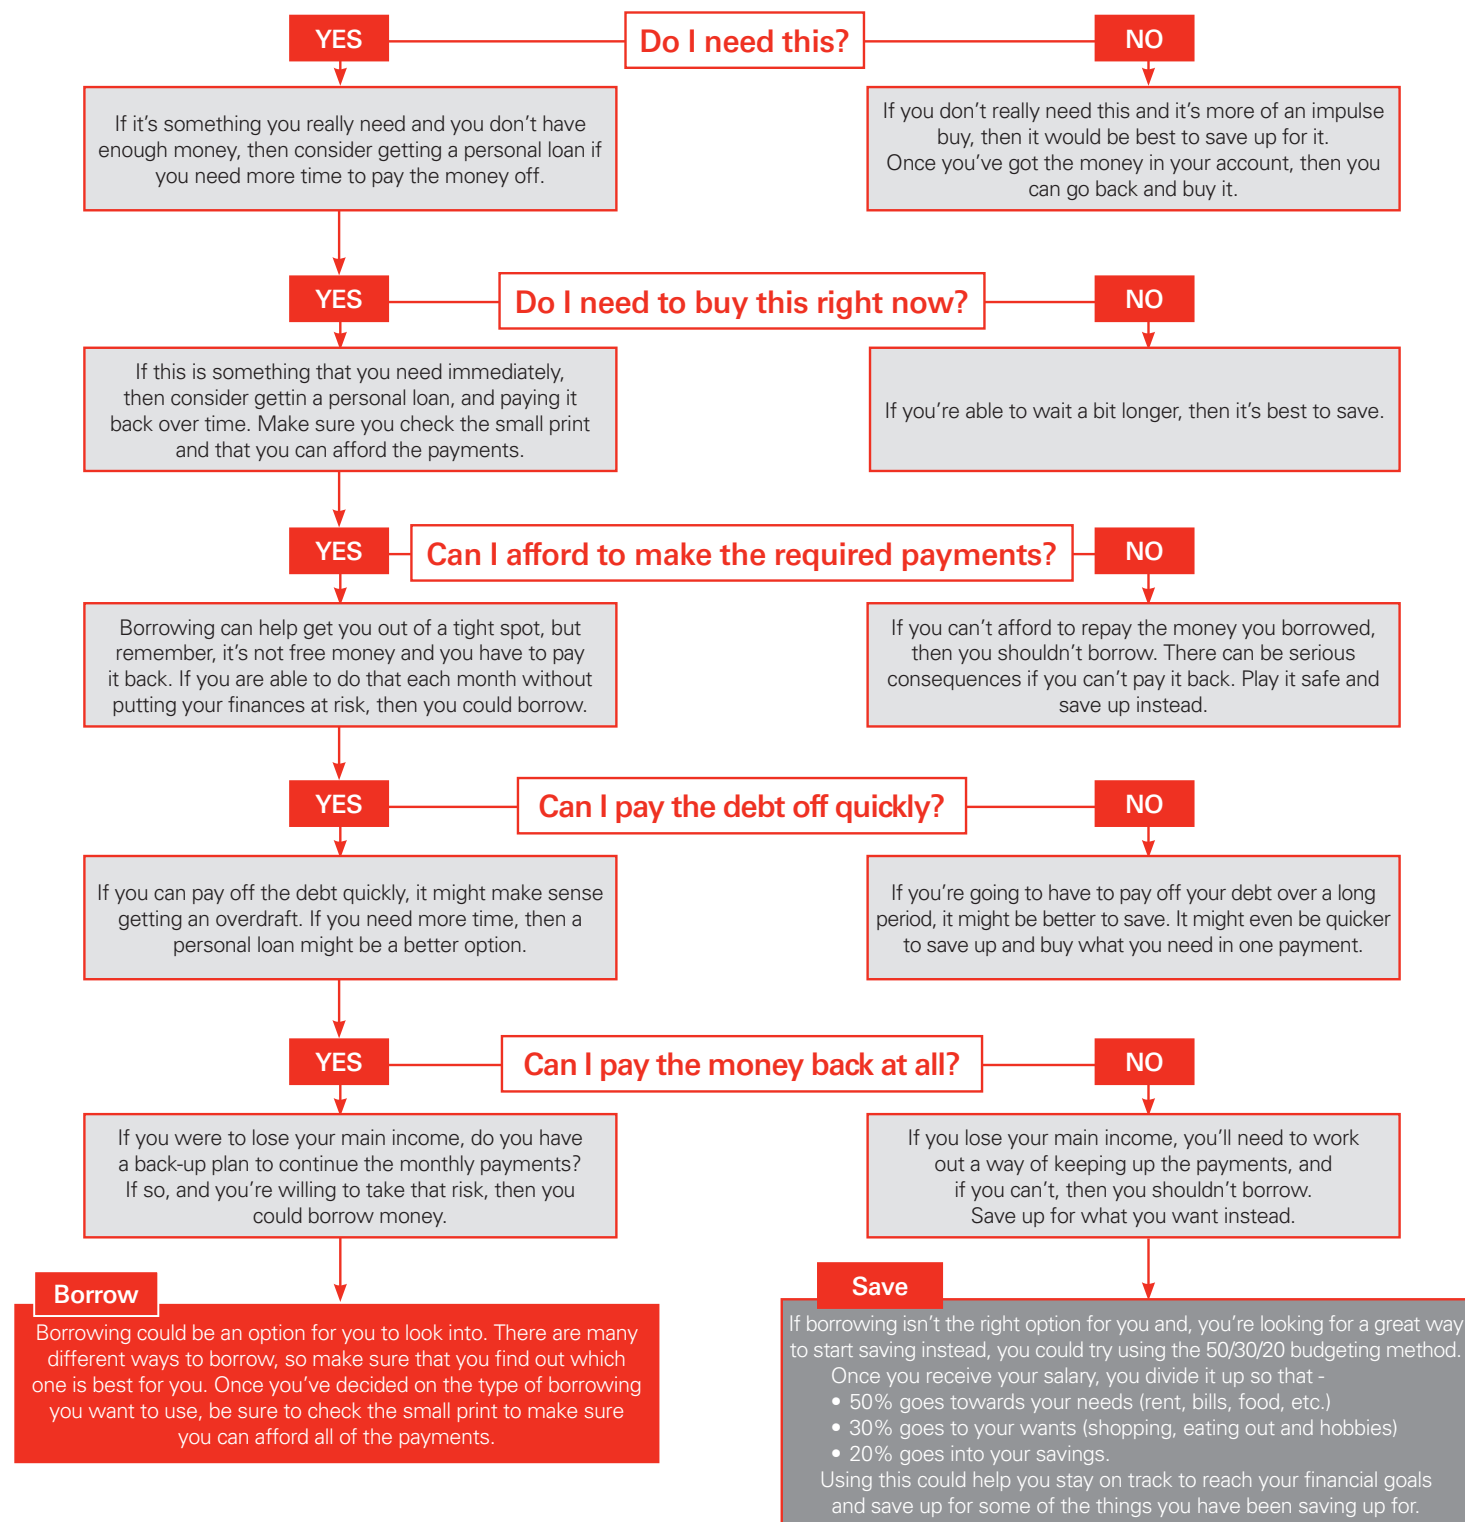 YES
Do I need this?
NO
If it's something you really need and you don't have
enough money, then consider getting a personal loan if
you need more time to pay the money off.
If you don't really need this and it's more of an impulse
buy, then it would be best to save up for it.
Once you've got the money in your account, then you
can go back and buy it.
YES
Do I need to buy this right now?
NO
If this is something that you need immediately,
then consider gettin a personal loan, and paying it
back over time. Make sure you check the small print
and that you can afford the payments.
If you're able to wait a bit longer, then it's best to save.
YES
Can I afford to make the required payments?
NO
Borrowing can help get you out of a tight spot, but
remember, it's not free money and you have to pay
it back. If you are able to do that each month without
putting your finances at risk, then you could borrow.
If you can't afford to repay the money you borrowed,
then you shouldn't borrow. There can be serious
consequences if you can't pay it back. Play it safe and
save up instead.
YES
Can I pay the debt off quickly?
NO
If you can pay off the debt quickly, it might make sense
getting an overdraft. If you need more time, then a
personal loan might be a better option.
If you're going to have to pay off your debt over a long
period, it might be better to save. It might even be quicker
to save up and buy what you need in one payment.
YES
Can I pay the money back at all?
NO
If you were to lose your main income, do you have
a back-up plan to continue the monthly payments?
If so, and you're willing to take that risk, then you
could borrow money.
If you lose your main income, you'll need to work
out a way of keeping up the payments, and
if you can't, then you shouldn't borrow.
Save up for what you want instead.
Borrow
Borrowing could be an option for you to look into. There are many
different ways to borrow, so make sure that you find out which
one is best for you. Once you've decided on the type of borrowing
you want to use, be sure to check the small print to make sure
you can afford all of the payments.
Save
If borrowing isn't the right option for you and, you're looking for a great way
to start saving instead, you could try using the 50/30/20 budgeting method.
Once you receive your salary, you divide it up so that -
• 50% goes towards your needs (rent, bills, food, etc.)
• 30% goes to your wants (shopping, eating out and hobbies)
• 20% goes into your savings.
Using this could help you stay on track to reach your financial goals
and save up for some of the things you have been saving up for.